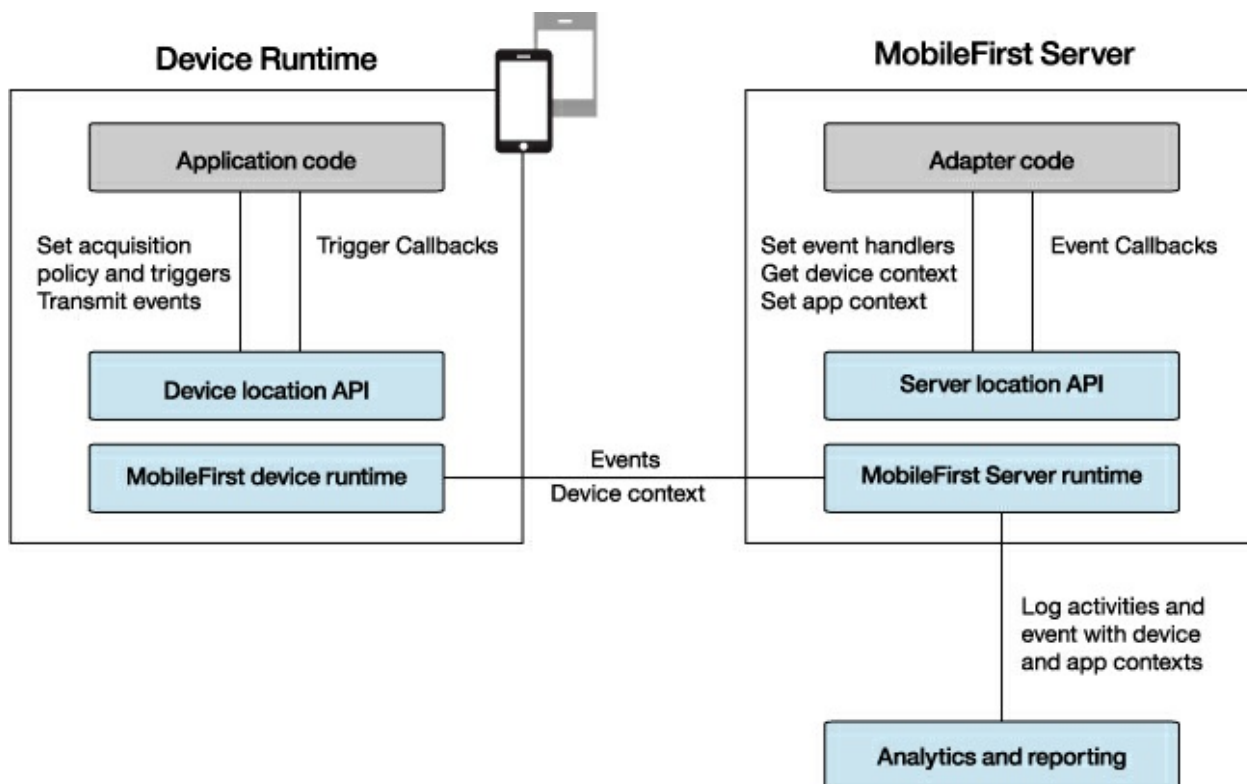 Device Runtime
Application code
Set acquisition
policy and triggers
Transmit events
Trigger Callbacks
Device location API
MobileFirst device runtime
Events
Device context
MobileFirst Server
Adapter code
Set event handlers
Get device context
Set app context
Event Callbacks
Server location API
MobileFirst Server runtime
Log activities and
event with device
and app contexts
Analytics and reporting